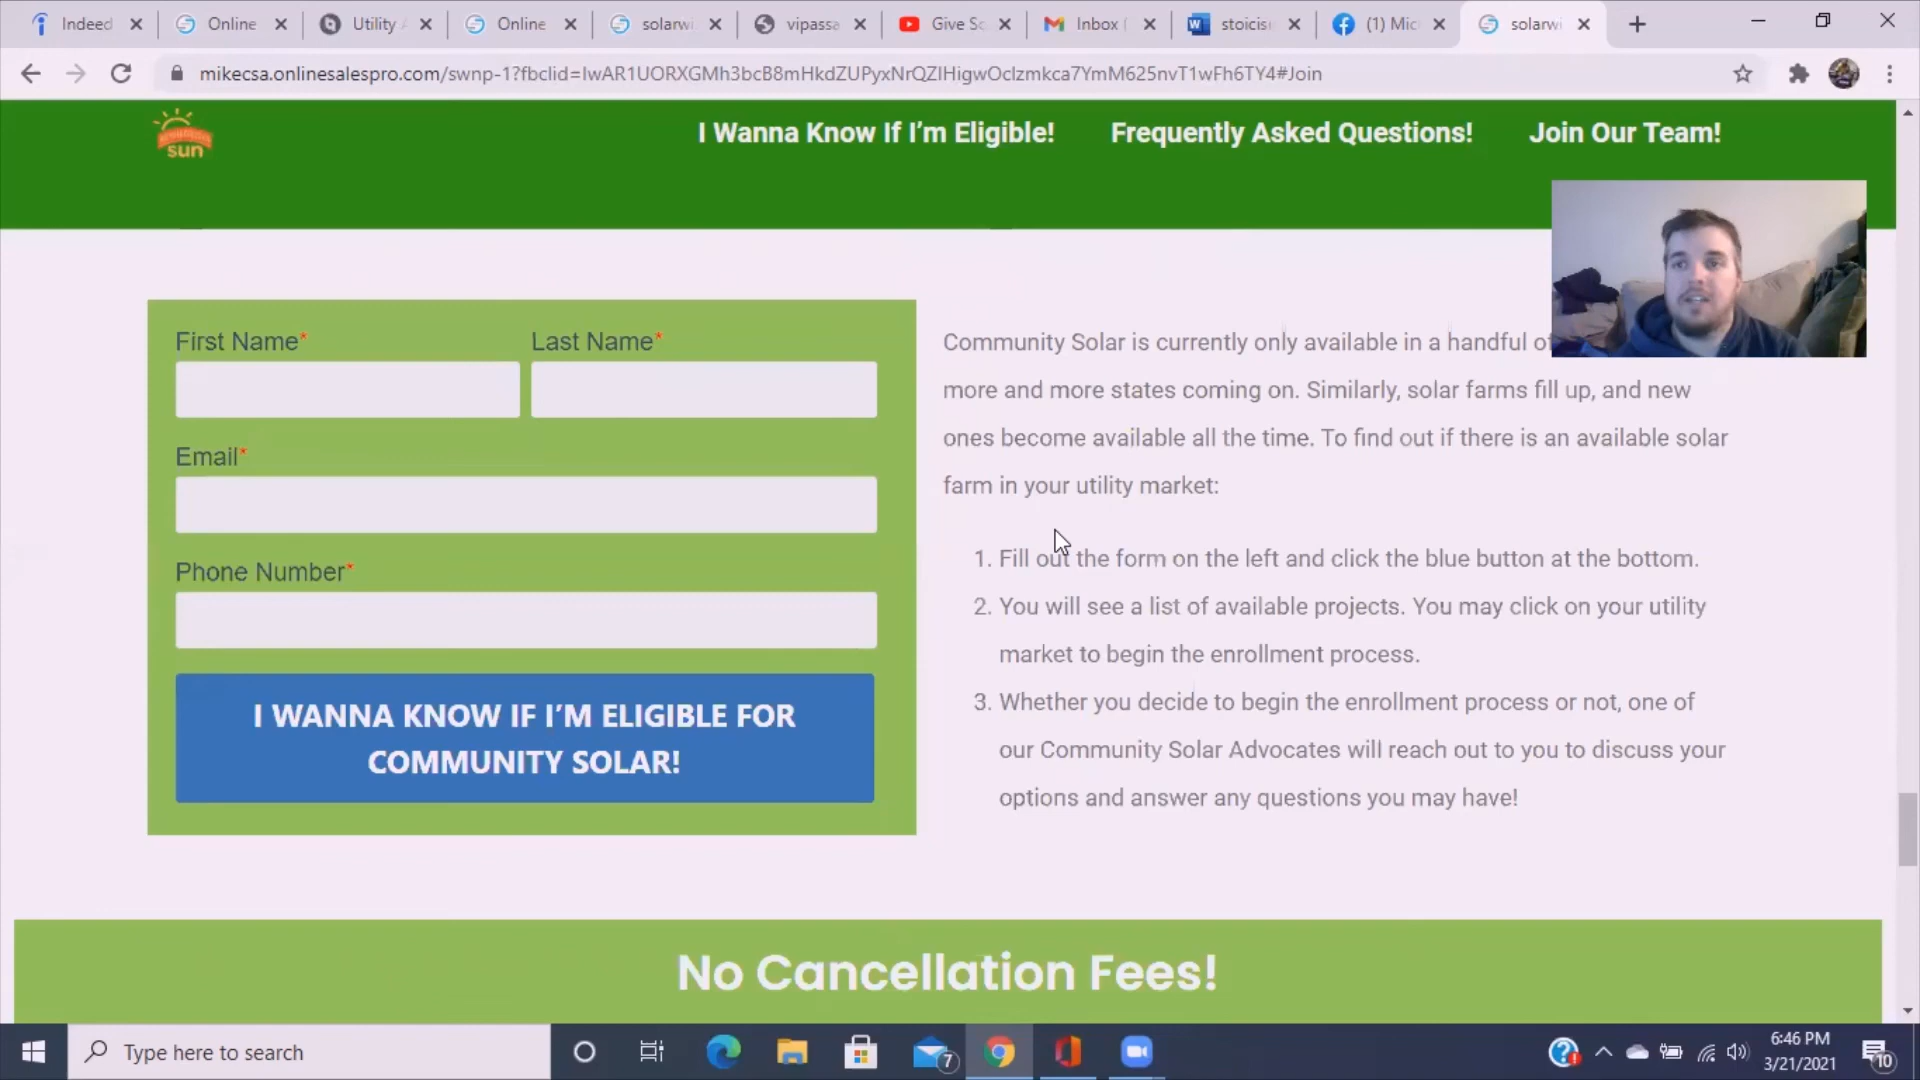 Indeed
Online
Utility
Online
solarwi
vipassa
Give Sc
Inbox (
stoicis
(1) Mic
solarwi
mikecsa.onlinesalespro.com/swnp-1?fbclid=IwAR1UORXGMh3bcB8mHkdZUPyxNrQZIHigwOclzmkca7YmM625nvT1wFh6TY4#Join
sun
I Wanna Know If I'm Eligible!
Frequently Asked Questions!
Join Our Team!
First Name*
Last Name*
Email*
Phone Number*
I WANNA KNOW IF I'M ELIGIBLE FOR
COMMUNITY SOLAR!
Community Solar is currently only available in a handful of
more and more states coming on. Similarly, solar farms fill up, and new
ones become available all the time. To find out if there is an available solar
farm in your utility market:
1. Fill out the form on the left and click the blue button at the bottom.
2. You will see a list of available projects. You may click on your utility
market to begin the enrollment process.
3. Whether you decide to begin the enrollment process or not, one of
our Community Solar Advocates will reach out to you to discuss your
options and answer any questions you may have!
No Cancellation Fees!
Type here to search
7
6:46 PM
3/21/2021
10